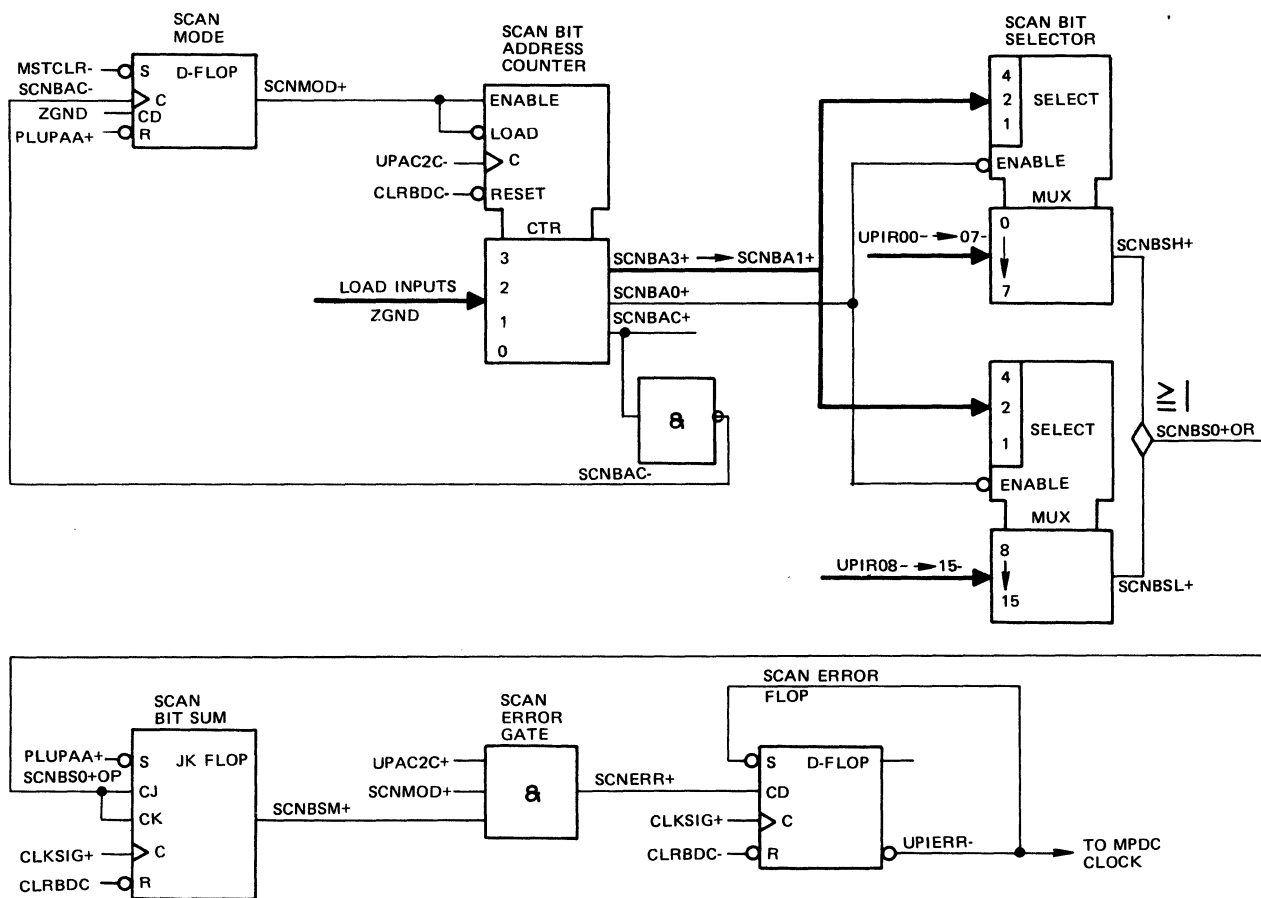 SCAN
MODE
MSTCLR-
SCNBAC-
ZGND
PLUPAA+
S
D-FLOP
C
CD
R
SCNMOD+
SCAN BIT
ADDRESS
COUNTER
ENABLE
LOAD
UPAC2C-
C
CLRBDC-
RESET
CTR
3
2
1
0
LOAD INPUTS
ZGND
SCNBA3+
SCNBA1+
SCNBA0+
SCNBAC+
&
SCNBAC-
SCAN BIT
SELECTOR
4
2
1
SELECT
ENABLE
MUX
UPIR00- → 07-
0
7
SCNBSH+
4
2
1
SELECT
ENABLE
MUX
UPIR08- → 15-
8
15
SCNBSL+
≥1
SCNBS0+OR
SCAN
BIT SUM
PLUPAA+
SCNBS0+OP
S
JK FLOP
CJ
CK
CLKSIG+
C
CLRBDC
R
SCNBSM+
SCAN
ERROR
GATE
UPAC2C+
SCNMOD+
&
SCNERR+
SCAN ERROR
FLOP
S
D-FLOP
CD
CLKSIG+
C
CLRBDC-
R
UPIERR-
TO MPDC
CLOCK